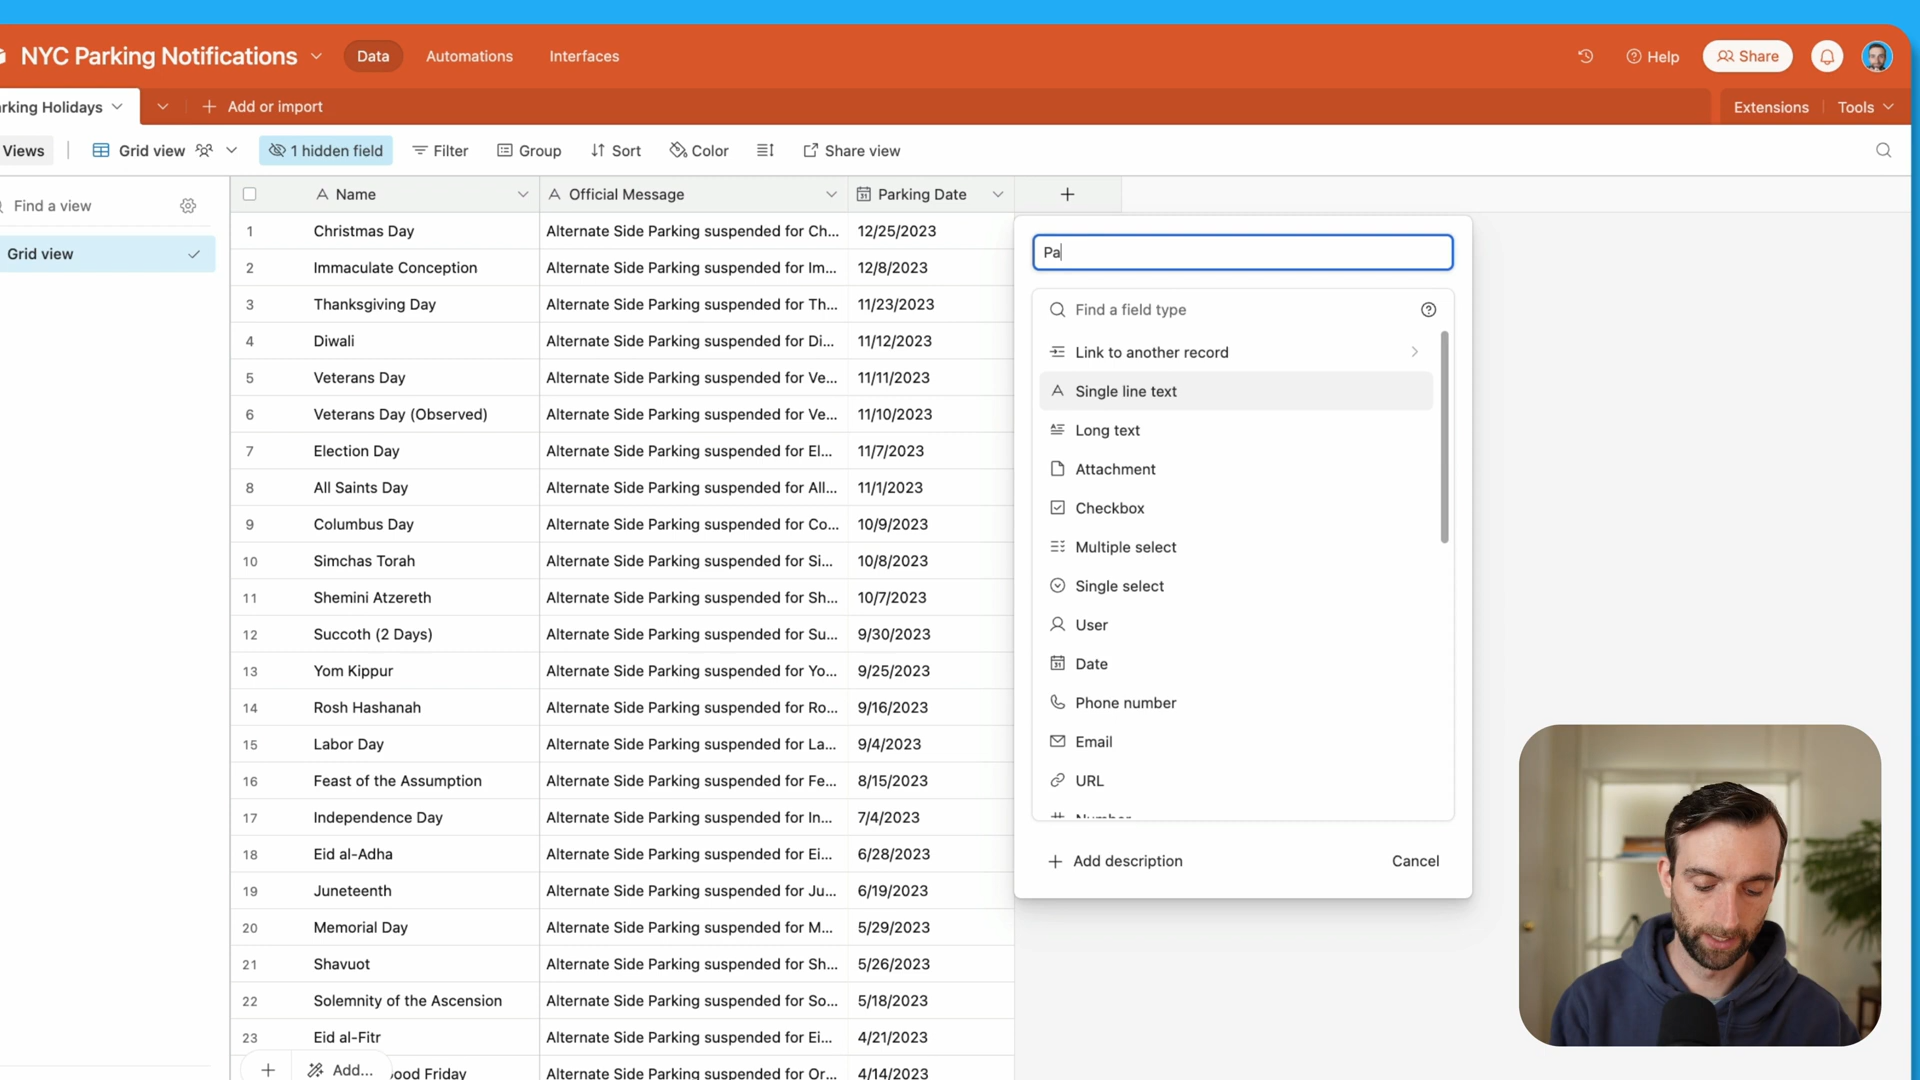 NYC Parking Notifications
Data
Automations
Interfaces
Help
Share
rking Holidays
Add or import
Extensions
Tools
Views
Grid view
1 hidden field
Filter
Group
Sort
Color
Share view
Find a view
Grid view
Name
Official Message
Parking Date
1 Christmas Day Alternate Side Parking suspended for Ch... 12/25/2023
2 Immaculate Conception Alternate Side Parking suspended for Im... 12/8/2023
3 Thanksgiving Day Alternate Side Parking suspended for Th... 11/23/2023
4 Diwali Alternate Side Parking suspended for Di... 11/12/2023
5 Veterans Day Alternate Side Parking suspended for Ve... 11/11/2023
6 Veterans Day (Observed) Alternate Side Parking suspended for Ve... 11/10/2023
7 Election Day Alternate Side Parking suspended for El... 11/7/2023
8 All Saints Day Alternate Side Parking suspended for All... 11/1/2023
9 Columbus Day Alternate Side Parking suspended for Co... 10/9/2023
10 Simchas Torah Alternate Side Parking suspended for Si... 10/8/2023
11 Shemini Atzereth Alternate Side Parking suspended for Sh... 10/7/2023
12 Succoth (2 Days) Alternate Side Parking suspended for Su... 9/30/2023
13 Yom Kippur Alternate Side Parking suspended for Yo... 9/25/2023
14 Rosh Hashanah Alternate Side Parking suspended for Ro... 9/16/2023
15 Labor Day Alternate Side Parking suspended for La... 9/4/2023
16 Feast of the Assumption Alternate Side Parking suspended for Fe... 8/15/2023
17 Independence Day Alternate Side Parking suspended for In... 7/4/2023
18 Eid al-Adha Alternate Side Parking suspended for Ei... 6/28/2023
19 Juneteenth Alternate Side Parking suspended for Ju... 6/19/2023
20 Memorial Day Alternate Side Parking suspended for M... 5/29/2023
21 Shavuot Alternate Side Parking suspended for Sh... 5/26/2023
22 Solemnity of the Ascension Alternate Side Parking suspended for So... 5/18/2023
23 Eid al-Fitr Alternate Side Parking suspended for Ei... 4/21/2023
Add... ood Friday Alternate Side Parking suspended for Or... 4/14/2023
Pa
Find a field type
Link to another record
Single line text
Long text
Attachment
Checkbox
Multiple select
Single select
User
Date
Phone number
Email
URL
Number
Add description
Cancel